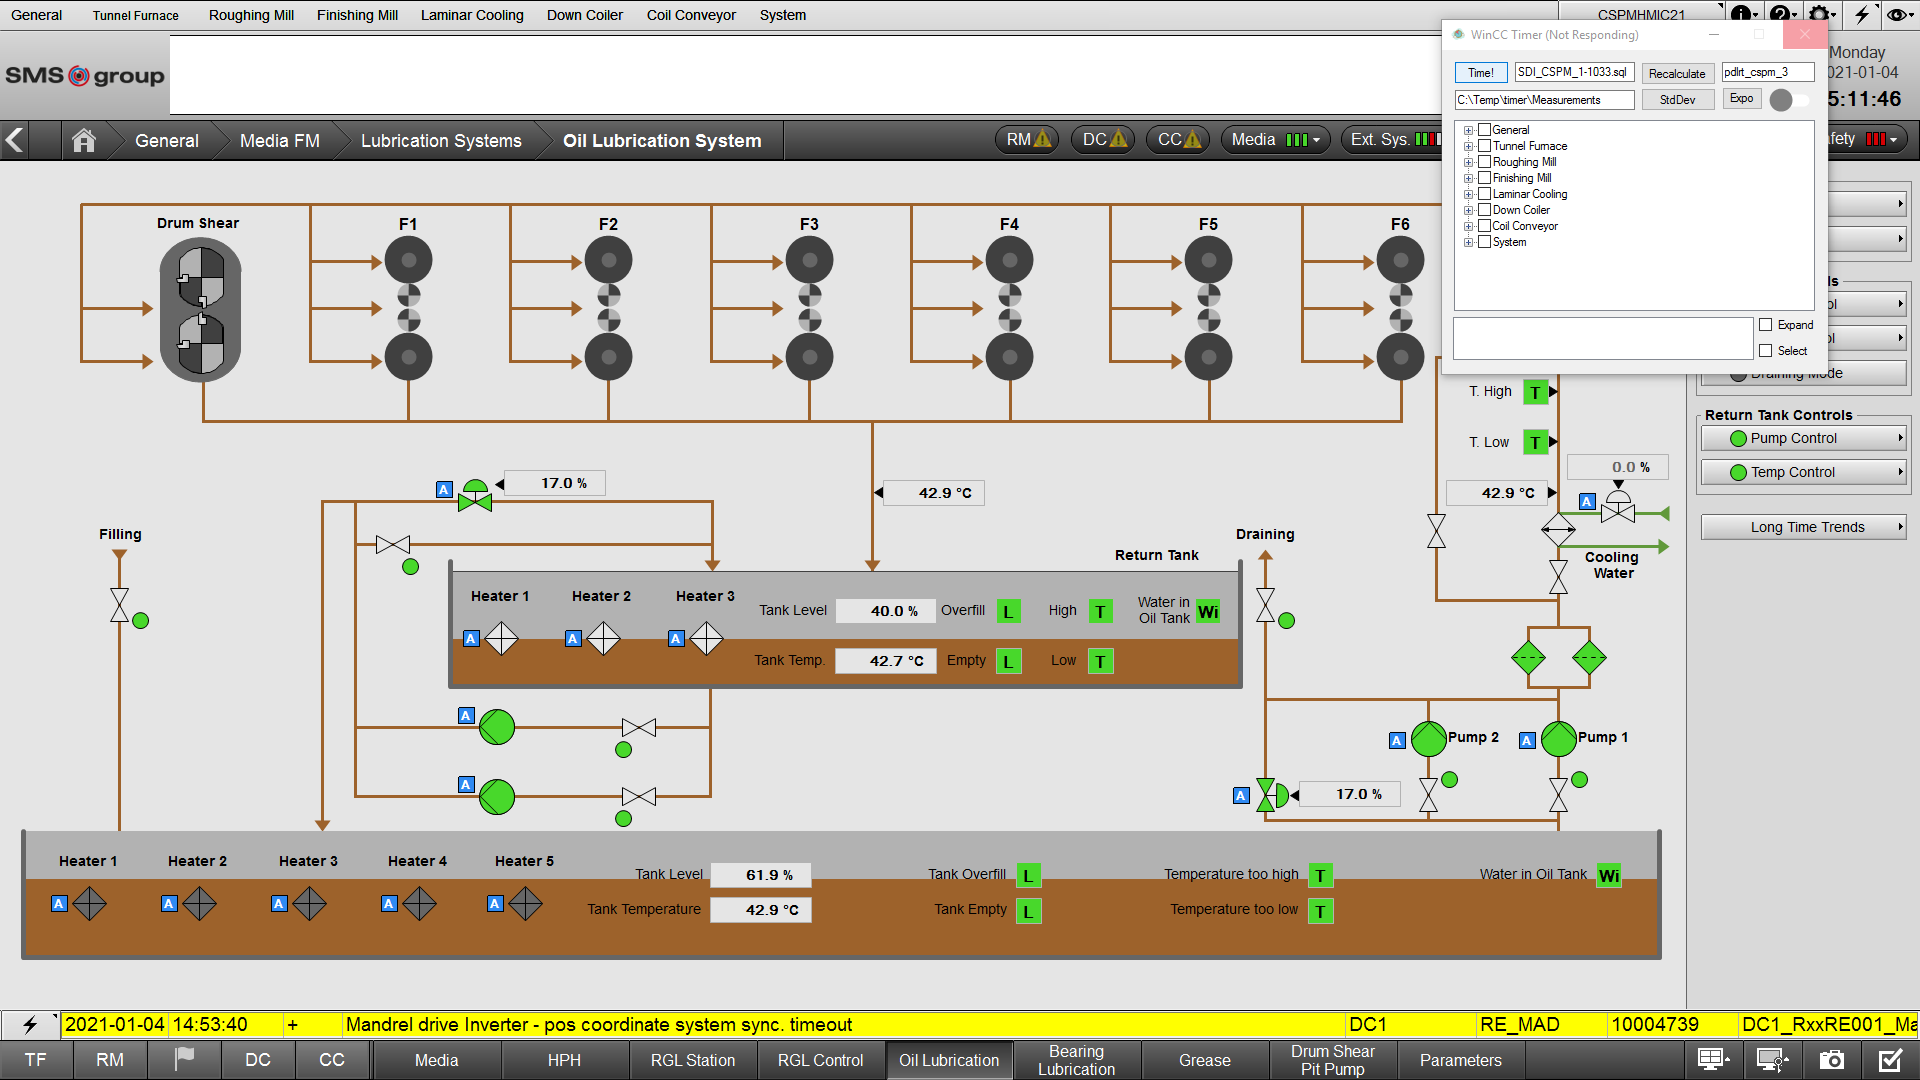 General Tunnel Furnace Roughing Mill Finishing Mill Laminar Cooling Down Coiler Coil Conveyor System CSPMHMIC21
WinCC Timer (Not Responding)
Monday
021-01-04
5:11:46
SMS group
Time! SDI_CSPM_1-1033.sql Recalculate pdlrt_cspm_3
C:\Temp\timer\Measurements StdDev Expo
General
Tunnel Furnace
Roughing Mill
Finishing Mill
Laminar Cooling
Down Coiler
Coil Conveyor
System
Expand
Select
General Media FM Lubrication Systems Oil Lubrication System RM DC CC Media Ext. Sys. fety
Drum Shear F1 F2 F3 F4 F5 F6
ls
ol
ol
Draining Mode
T. High T
T. Low T
Return Tank Controls
Pump Control
Temp Control
Long Time Trends
0.0 %
A 17.0 %
42.9 °C
42.9 °C
A
Filling
Draining
Cooling
Water
Return Tank
Heater 1 Heater 2 Heater 3
A A A
Tank Level 40.0 % Overfill L High T Water in
Oil Tank Wi
Tank Temp. 42.7 °C Empty L Low T
A
A
A Pump 2 A Pump 1
A 17.0 %
Heater 1 Heater 2 Heater 3 Heater 4 Heater 5
A A A A A
Tank Level 61.9 % Tank Overfill L Temperature too high T Water in Oil Tank Wi
Tank Temperature 42.9 °C Tank Empty L Temperature too low T
2021-01-04 14:53:40 + Mandrel drive Inverter - pos coordinate system sync. timeout DC1 RE_MAD 10004739 DC1_RxxRE001_Ma
TF RM DC CC Media HPH RGL Station RGL Control Oil Lubrication Bearing
Lubrication Grease Drum Shear
Pit Pump Parameters